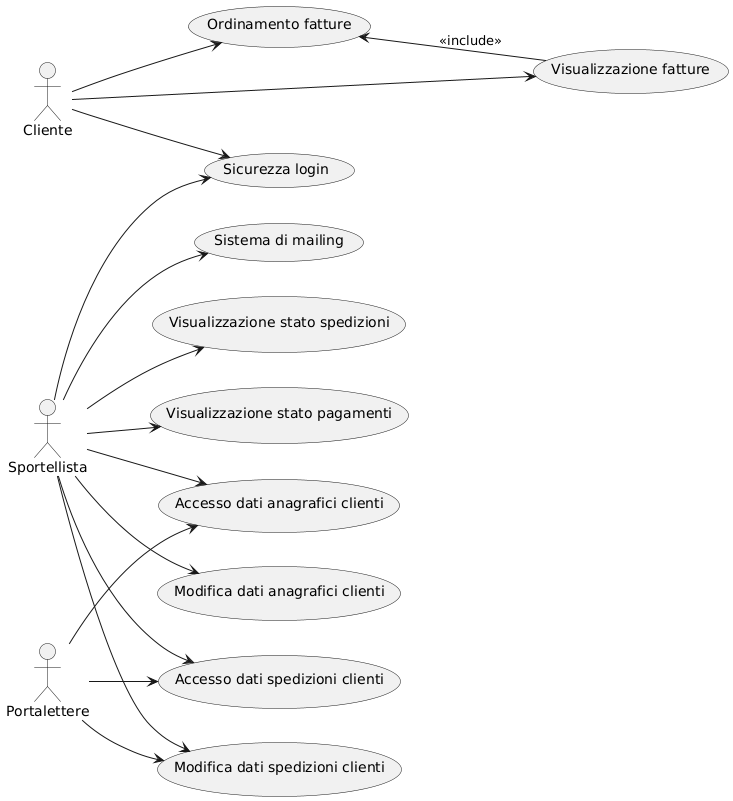 Ordinamento fatture
«include»
Visualizzazione fatture
Cliente
Sicurezza login
Sistema di mailing
Visualizzazione stato spedizioni
Visualizzazione stato pagamenti
Sportellista
Accesso dati anagrafici clienti
Modifica dati anagrafici clienti
Accesso dati spedizioni clienti
Portalettere
Modifica dati spedizioni clienti